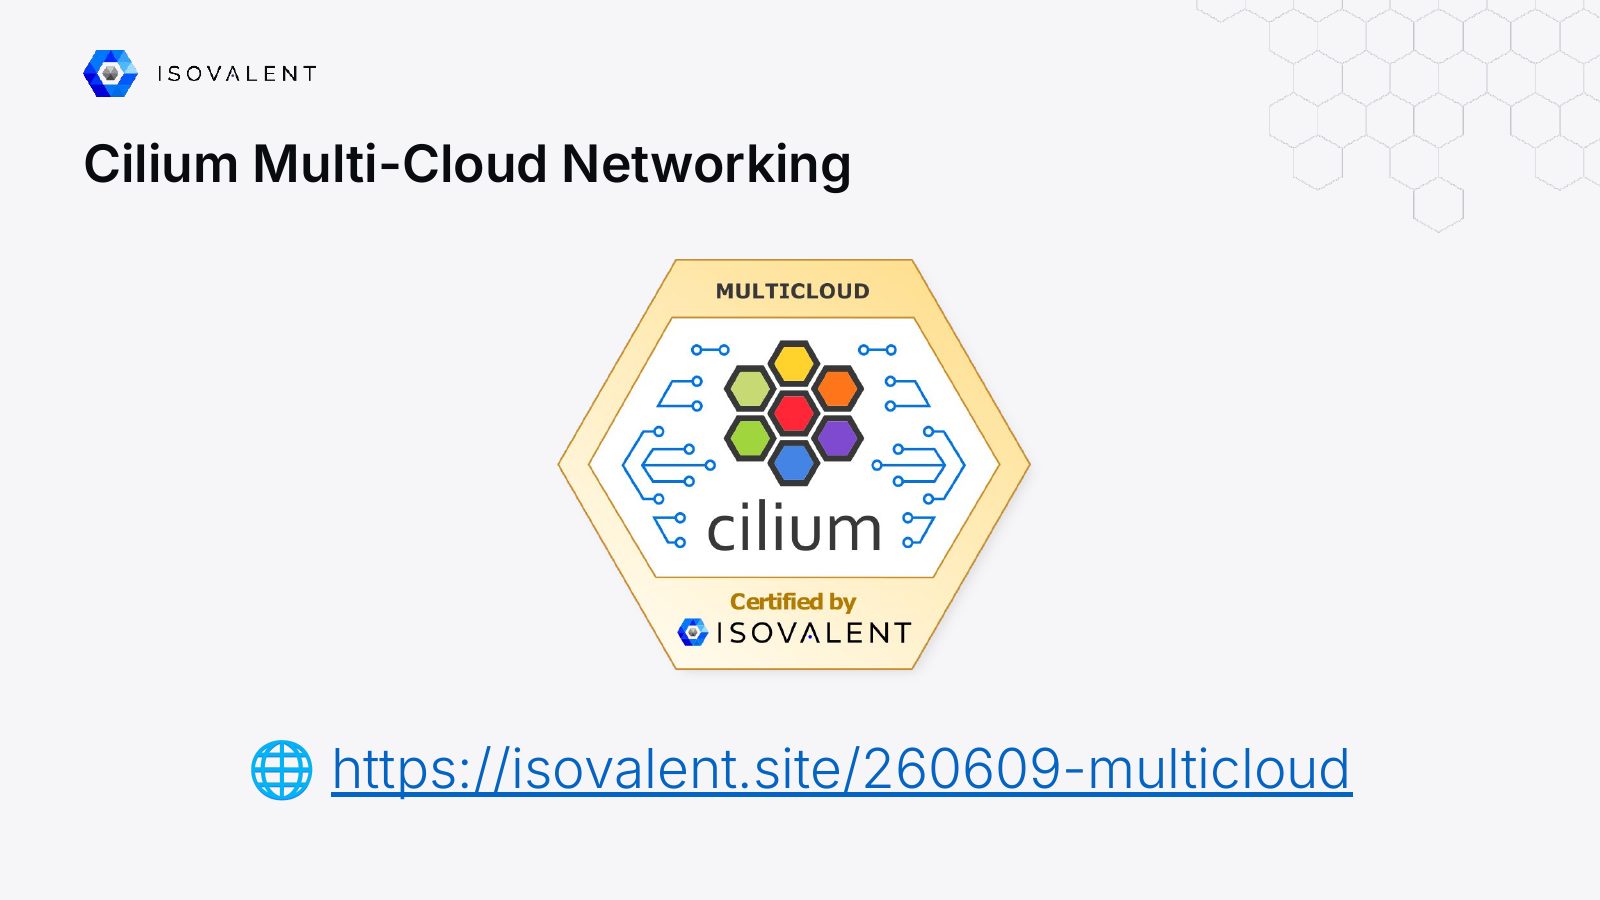 ISOVALENT
Cilium Multi-Cloud Networking
MULTICLOUD
cilium
Certified by
ISOVALENT
https://isovalent.site/260609-multicloud